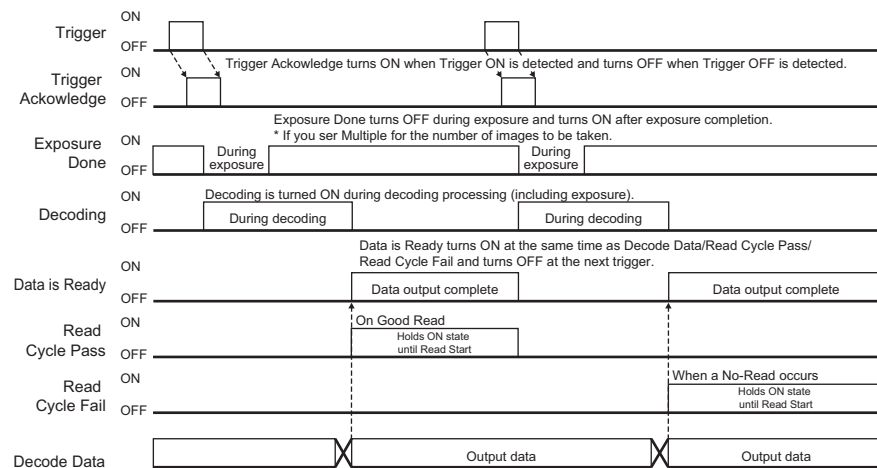 ON
Trigger
OFF
Trigger Ackowledge turns ON when Trigger ON is detected and turns OFF when Trigger OFF is detected.
ON
Trigger
Ackowledge
OFF
Exposure Done turns OFF during exposure and turns ON after exposure completion.
* If you ser Multiple for the number of images to be taken.
ON
Exposure
Done
OFF
During
exposure
During
exposure
Decoding is turned ON during decoding processing (including exposure).
ON
Decoding
OFF
During decoding
During decoding
Data is Ready turns ON at the same time as Decode Data/Read Cycle Pass/
Read Cycle Fail and turns OFF at the next trigger.
ON
Data is Ready
OFF
Data output complete
Data output complete
ON
On Good Read
Read
Cycle Pass
OFF
Holds ON state
until Read Start
ON
When a No-Read occurs
Read
Cycle Fail
OFF
Holds ON state
until Read Start
Decode Data
Output data
Output data